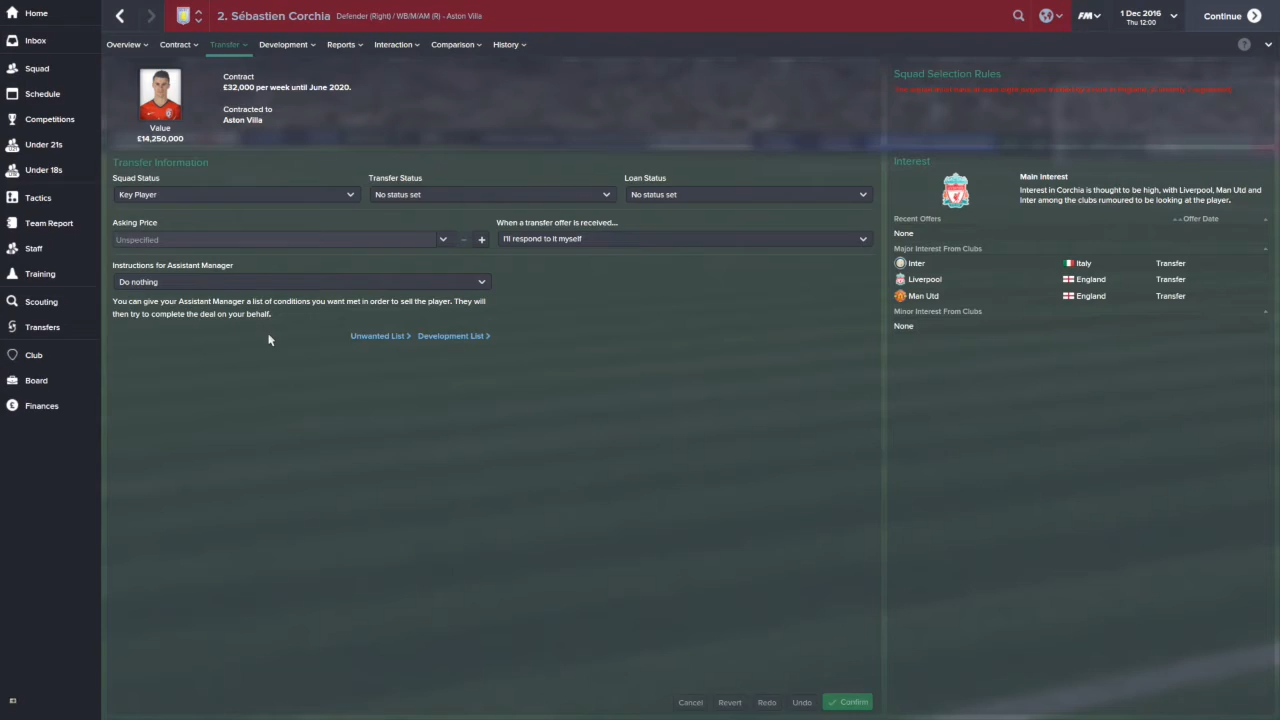 Home
2. Sébastien Corchia
Defender (Right) / WB/M/AM (R) - Aston Villa
FM
1 Dec 2016
Thu 12:00
Continue
Inbox
Squad
Schedule
Competitions
Under 21s
Under 18s
Tactics
Team Report
Staff
Training
Scouting
Transfers
Club
Board
Finances
Overview
Contract
Transfer
Development
Reports
Interaction
Comparison
History
?
Value
£14,250,000
Contract
£32,000 per week until June 2020.
Contracted to
Aston Villa
Squad Selection Rules
Transfer Information
Squad Status
Transfer Status
Loan Status
Key Player
No status set
No status set
Asking Price
When a transfer offer is received...
Unspecified
I'll respond to it myself
Instructions for Assistant Manager
Do nothing
You can give your Assistant Manager a list of conditions you want met in order to sell the player. They will
then try to complete the deal on your behalf.
Unwanted List
Development List
Interest
Main Interest
Interest in Corchia is thought to be high, with Liverpool, Man Utd and
Inter among the clubs rumoured to be looking at the player.
Recent Offers
Offer Date
None
Major Interest From Clubs
Inter
Italy
Transfer
Liverpool
England
Transfer
Man Utd
England
Transfer
Minor Interest From Clubs
None
Cancel
Revert
Redo
Undo
Confirm